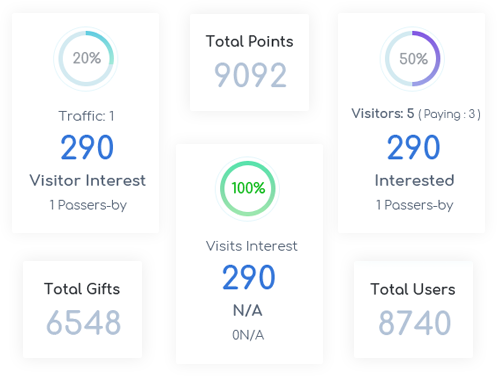 20%
Traffic: 1
290
Visitor Interest
1 Passers-by
Total Points
9092
50%
Visitors: 5 ( Paying : 3 )
290
Interested
1 Passers-by
100%
Visits Interest
290
N/A
0N/A
Total Gifts
6548
Total Users
8740